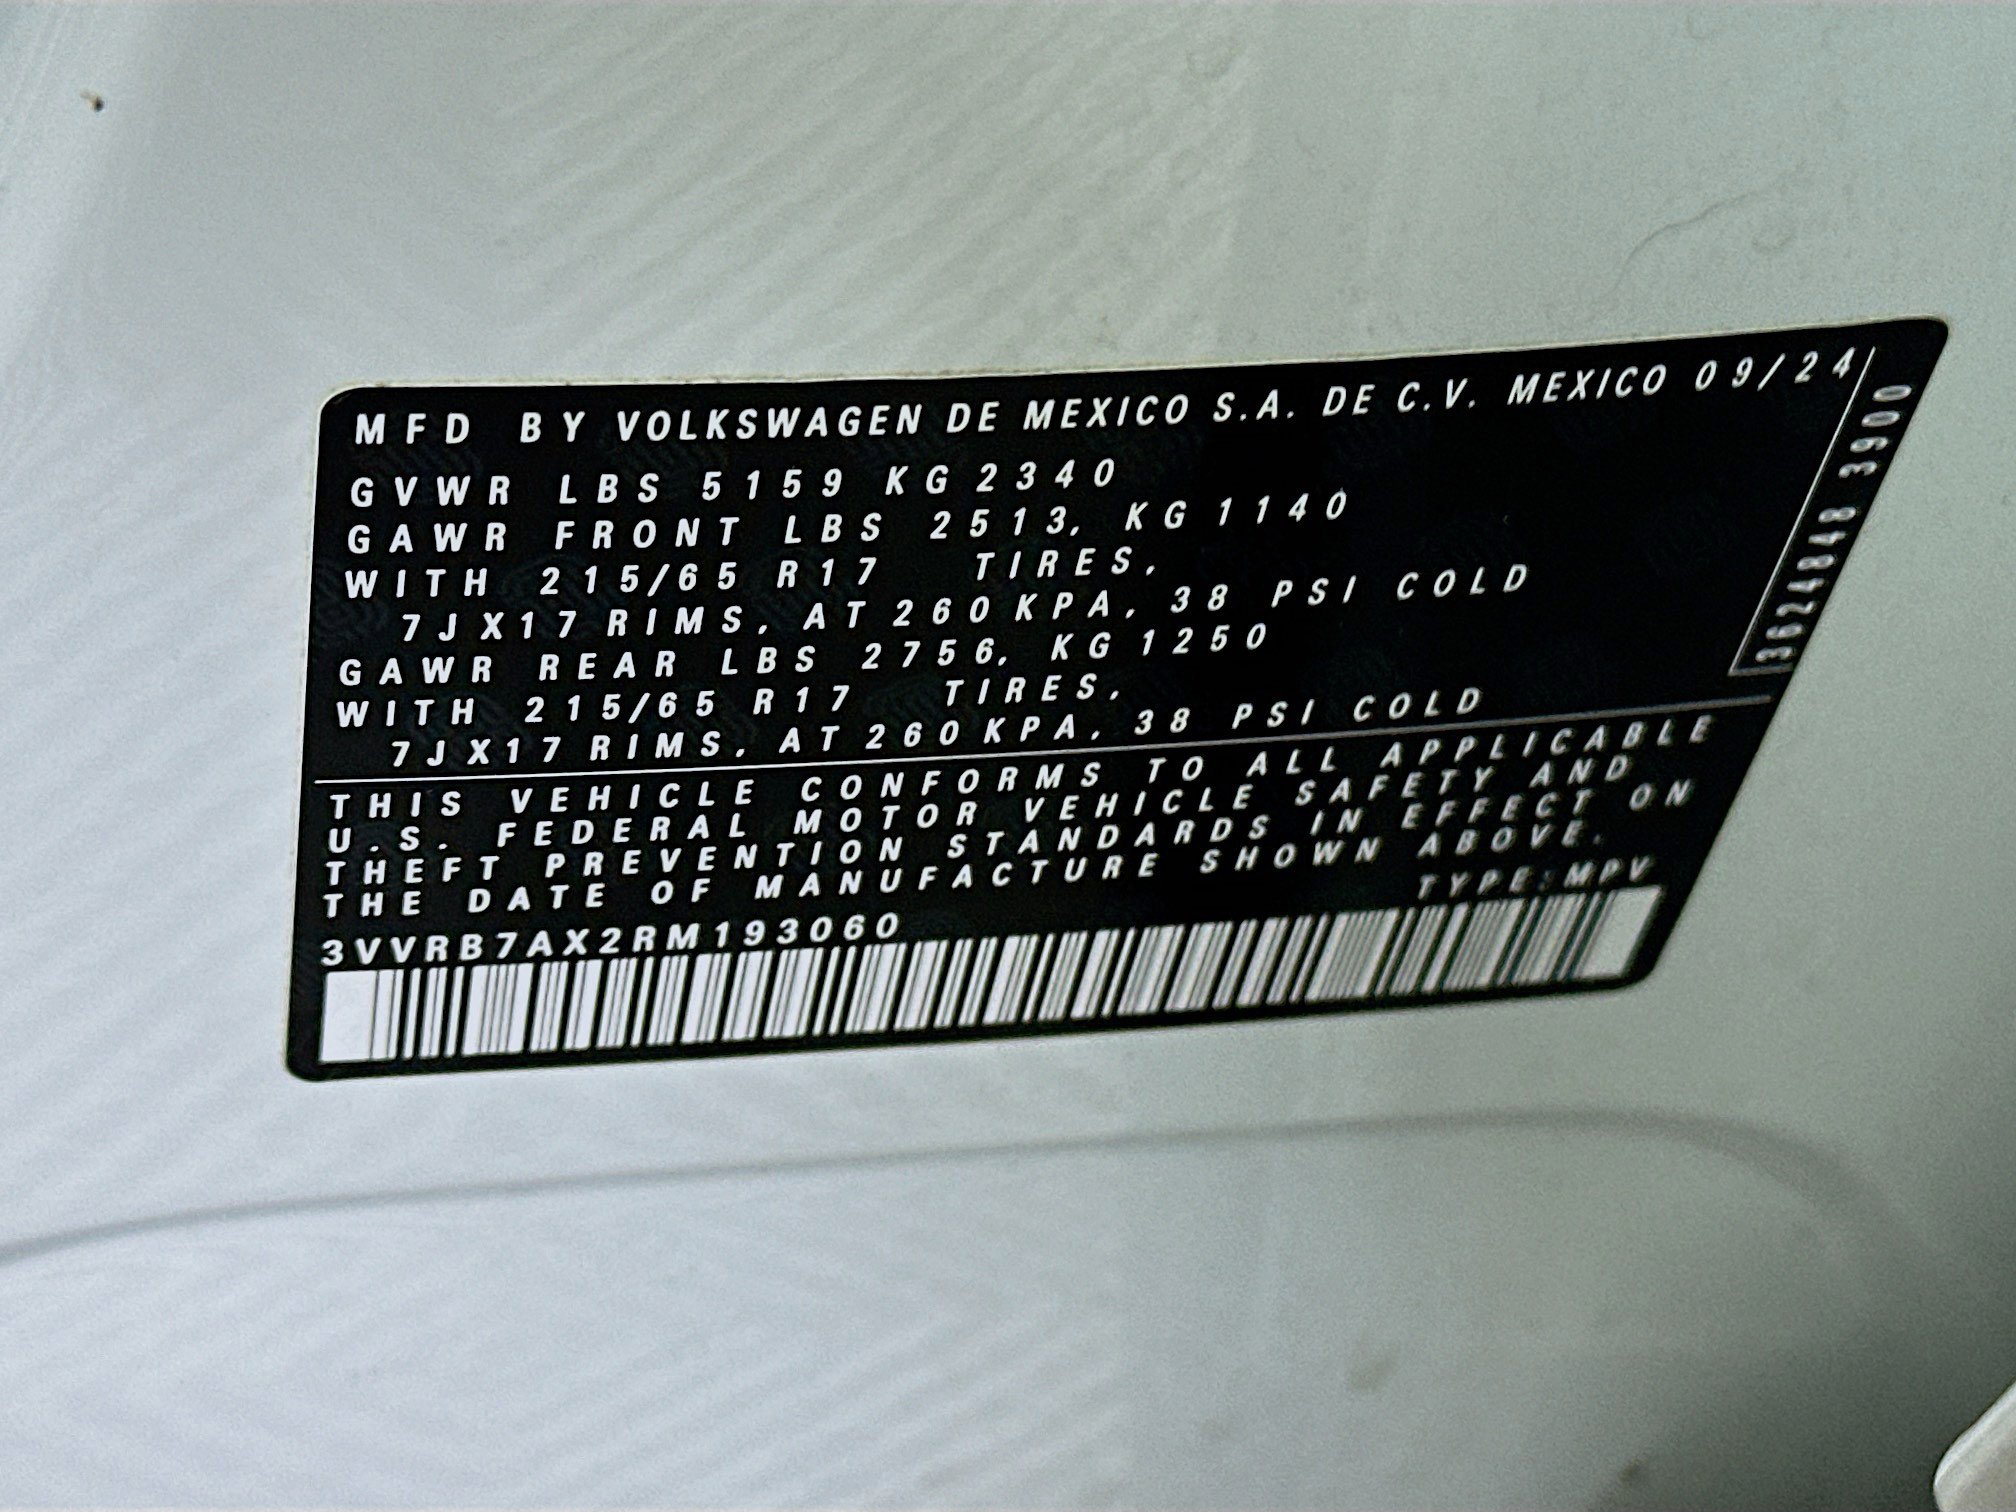 MFD BY VOLKSWAGEN DE MEXICO S.A. DE C.V. MEXICO 09/24
GVWR LBS 5159 KG 2340
GAWR FRONT LBS 2513, KG 1140
WITH 215/65 R17 TIRES,
7JX17 RIMS, AT 260 KPA, 38 PSI COLD
GAWR REAR LBS 2756, KG 1250
WITH 215/65 R17 TIRES,
7JX17 RIMS, AT 260 KPA, 38 PSI COLD
3624848 3900
THIS VEHICLE CONFORMS TO ALL APPLICABLE
U.S. FEDERAL MOTOR VEHICLE SAFETY AND
THEFT PREVENTION STANDARDS IN EFFECT ON
THE DATE OF MANUFACTURE SHOWN ABOVE.
3VVRB7AX2RM193060 TYPE:MPV